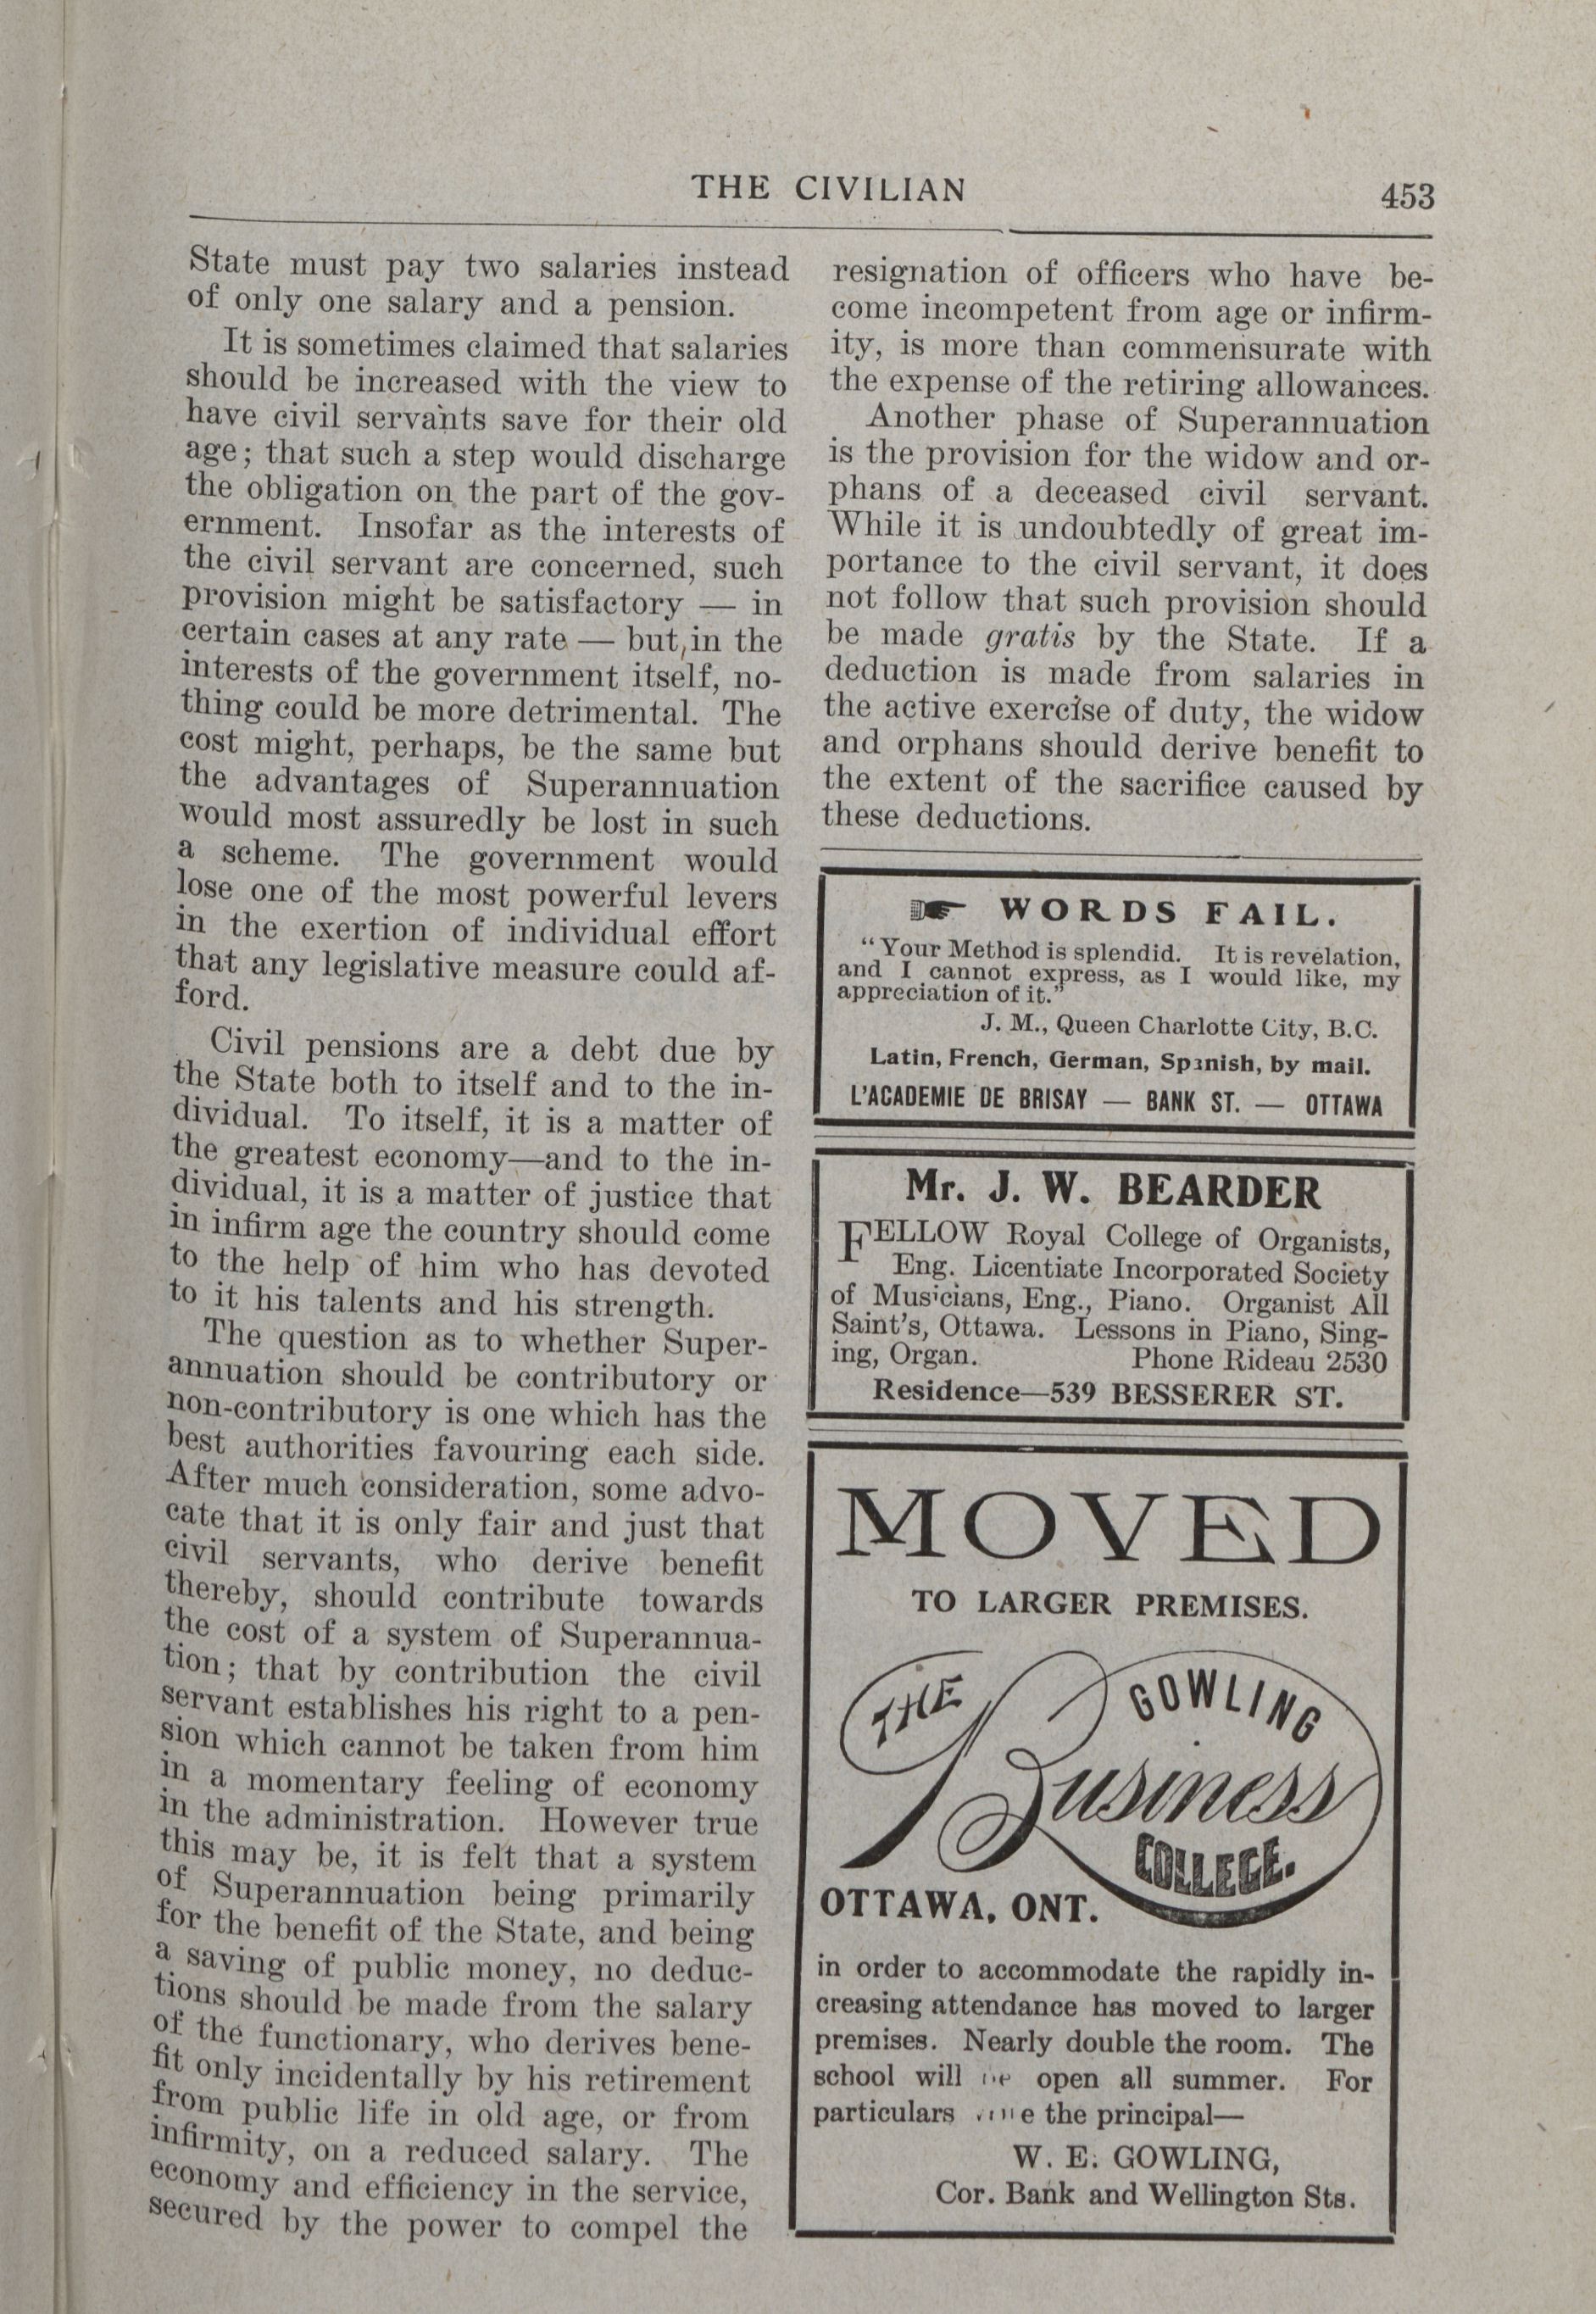 THE CIVILIAN
453
State must pay two salaries instead
of only one salary and a pension.
It is sometimes claimed that salaries
should be increased with the view to
have civil servants save for their old
age; that such a step would discharge
the obligation on the part of the gov-
ernment. Insofar as the interests of
the civil servant are concerned, such
provision might be satisfactory — in
certain cases at any rate — but, in the
interests of the government itself, no-
thing could be more detrimental. The
cost might, perhaps, be the same but
the advantages of Superannuation
would most assuredly be lost in such
a scheme. The government would
lose one of the most powerful levers
in the exertion of individual effort
that any legislative measure could af-
ford.
Civil pensions are a debt due by
the State both to itself and to the in-
dividual. To itself, it is a matter of
the greatest economy—and to the in-
dividual, it is a matter of justice that
in infirm age the country should come
to the help of him who has devoted
to it his talents and his strength.
The question as to whether Super-
annuation should be contributory or
non-contributory is one which has the
best authorities favouring each side.
After much consideration, some advo-
cate that it is only fair and just that
civil servants, who derive benefit
thereby, should contribute towards
the cost of a system of Superannua-
tion; that by contribution the civil
servant establishes his right to a pen-
sion which cannot be taken from him
in a momentary feeling of economy
in the administration. However true
this may be, it is felt that a system
of Superannuation being primarily
for the benefit of the State, and being
a saving of public money, no deduc-
tions should be made from the salary
of the functionary, who derives bene-
fit only incidentally by his retirement
from public life in old age, or from
infirmity, on a reduced salary. The
economy and efficiency in the service,
secured by the power to compel the
resignation of officers who have be-
come incompetent from age or infirm-
ity, is more than commensurate with
the expense of the retiring allowances.
Another phase of Superannuation
is the provision for the widow and or-
phans of a deceased civil servant.
While it is undoubtedly of great im-
portance to the civil servant, it does
not follow that such provision should
be made gratis by the State. If a
deduction is made from salaries in
the active exercise of duty, the widow
and orphans should derive benefit to
the extent of the sacrifice caused by
these deductions.
☛ WORDS FAIL.
“Your Method is splendid. It is revelation,
and I cannot express, as I would like, my
appreciation of it.”
J. M., Queen Charlotte City, B.C.
Latin, French, German, Spanish, by mail.
L'ACADEMIE DE BRISAY — BANK ST. — OTTAWA
Mr. J. W. BEARDER
FELLOW Royal College of Organists,
Eng. Licentiate Incorporated Society
of Musicians, Eng., Piano. Organist All
Saint's, Ottawa. Lessons in Piano, Sing-
ing, Organ. Phone Rideau 2530
Residence—539 BESSERER ST.
MOVED
TO LARGER PREMISES.
THE GOWLING
Business
COLLEGE.
OTTAWA, ONT.
in order to accommodate the rapidly in-
creasing attendance has moved to larger
premises. Nearly double the room. The
school will be open all summer. For
particulars the principal—
W. E. GOWLING,
Cor. Bank and Wellington Sts.